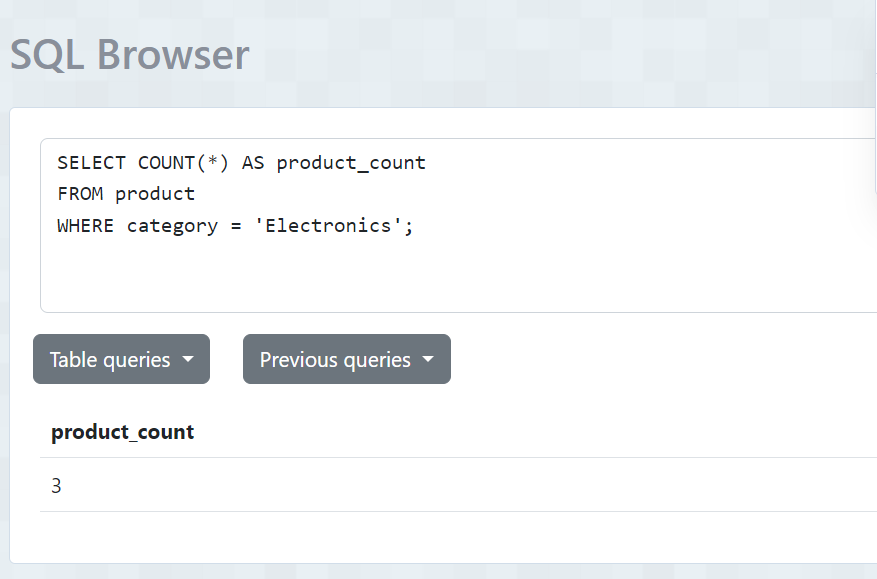 SQL Browser
SELECT COUNT(*) AS product_count
FROM product
WHERE category = 'Electronics';
Table queries
Previous queries
product_count
3